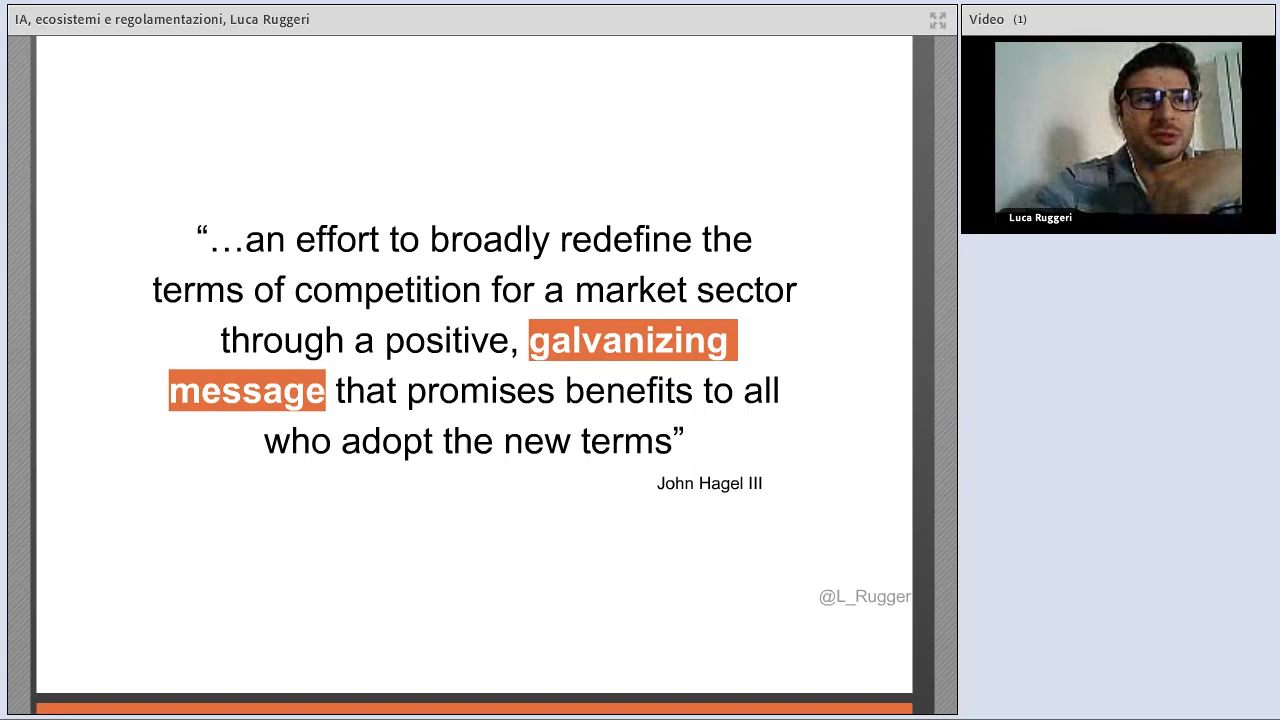 IA, ecosistemi e regolamentazioni, Luca Ruggeri
Video (1)
Luca Ruggeri
“…an effort to broadly redefine the
terms of competition for a market sector
through a positive, galvanizing
message that promises benefits to all
who adopt the new terms”
John Hagel III
@L_Rugger